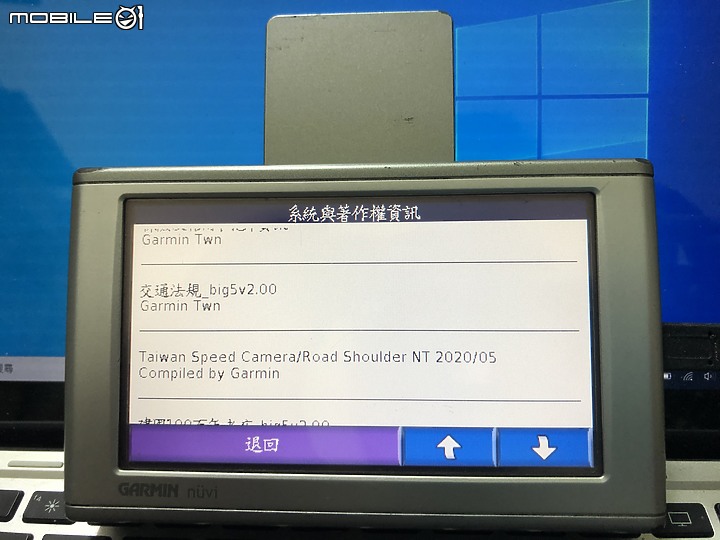 MOBILE01
系統與著作權資訊
Garmin Twn
交通法規_big5v2.00
Garmin Twn
Taiwan Speed Camera/Road Shoulder NT 2020/05
Compiled by Garmin
退回
GARMIN nüvi